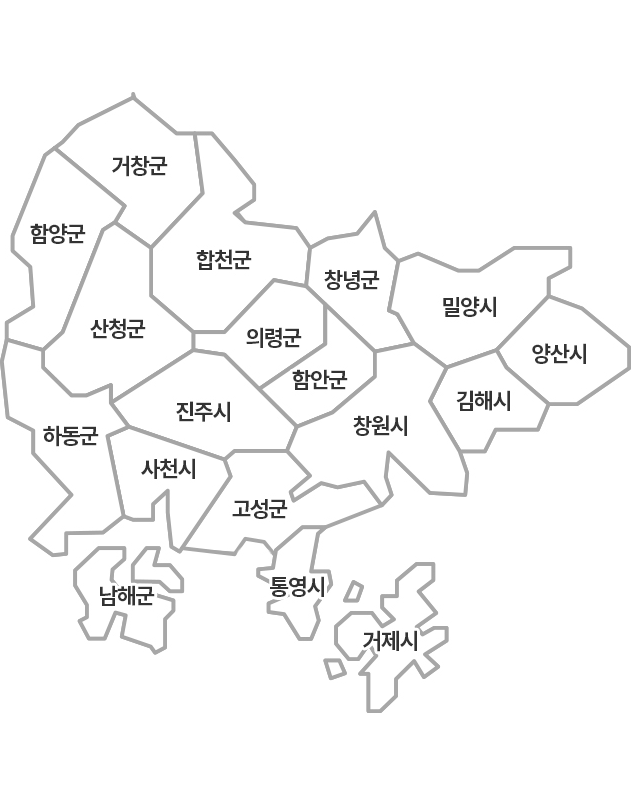 거창군
함양군
합천군
창녕군
밀양시
산청군
의령군
양산시
함안군
김해시
진주시
창원시
하동군
사천시
고성군
통영시
남해군
거제시